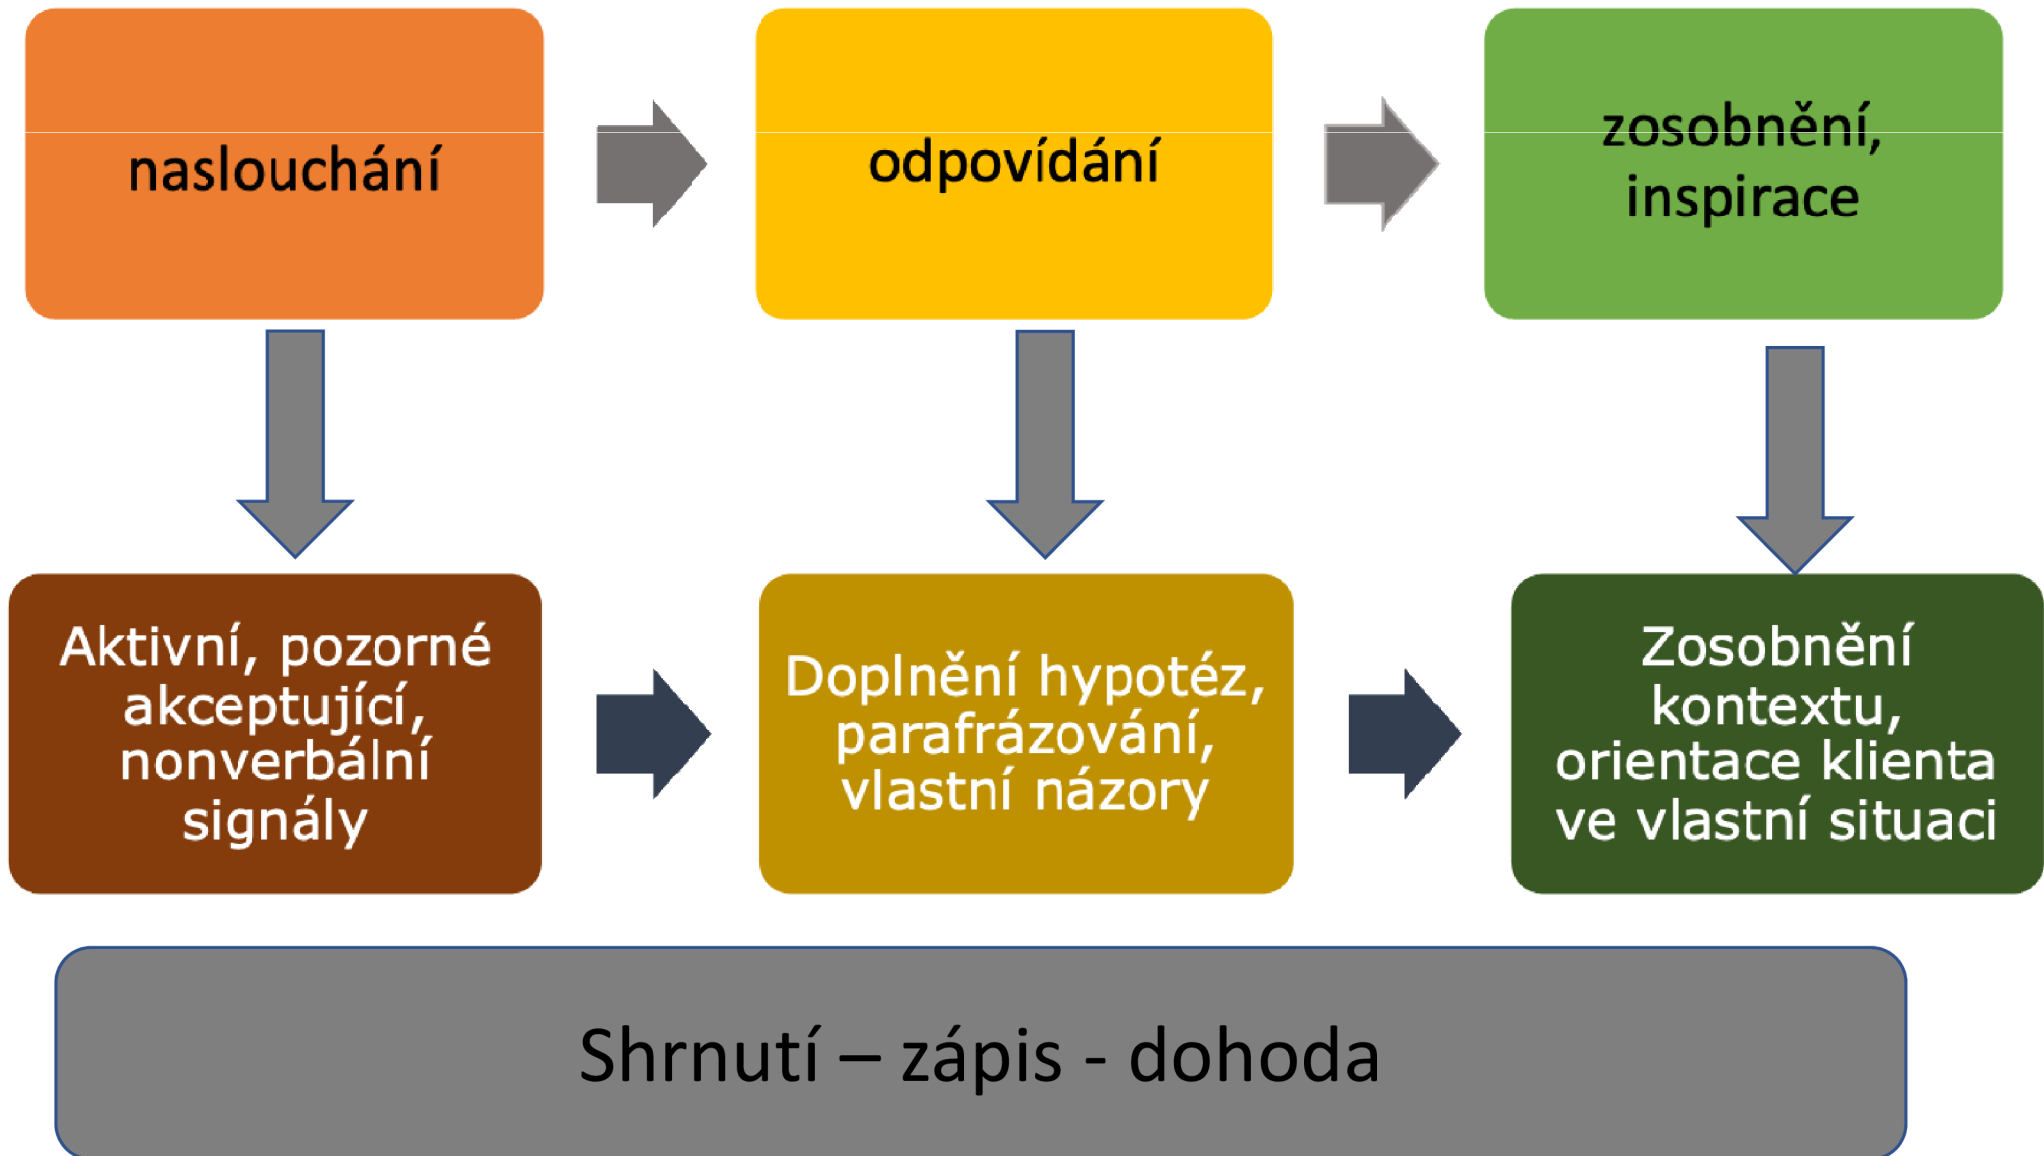 naslouchání
odpovídání
zosobnění,
inspirace
Aktivní, pozorné
akceptující,
nonverbální
signály
Doplnění hypotéz,
parafrázování,
vlastní názory
Zosobnění
kontextu,
orientace klienta
ve vlastní situaci
Shrnutí – zápis - dohoda